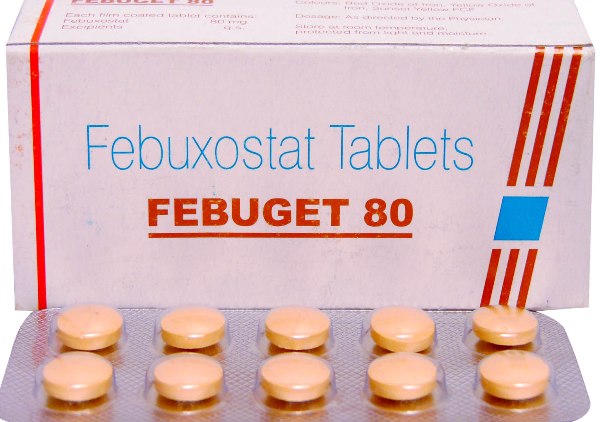 FEBUGET 80
Each film coated tablet contains:
Febuxostat 80 mg.
Excipients q.s.
Colours: Red Oxide of Iron, Yellow Oxide of
Iron, Sunset Yellow FCF
Dosage: As directed by the Physician
Store at room temperature,
protected from light and moisture.
Febuxostat Tablets
FEBUGET 80